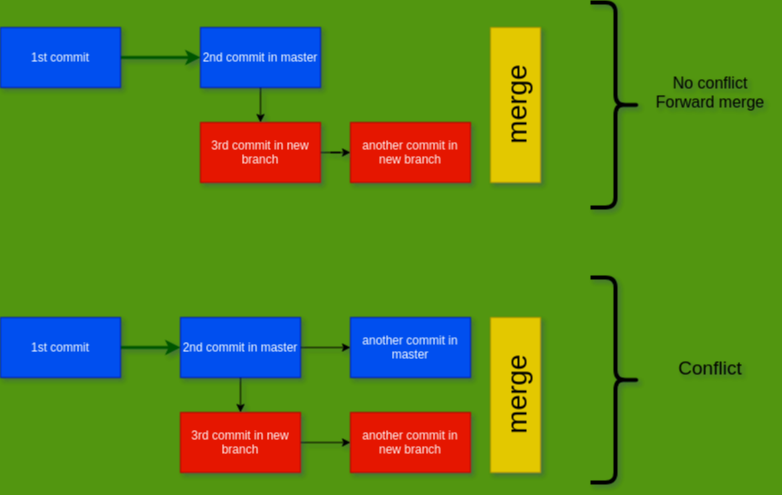 1st commit
2nd commit in master
3rd commit in new
branch
another commit in
new branch
merge
No conflict
Forward merge
1st commit
2nd commit in master
another commit in
master
3rd commit in new
branch
another commit in
new branch
merge
Conflict